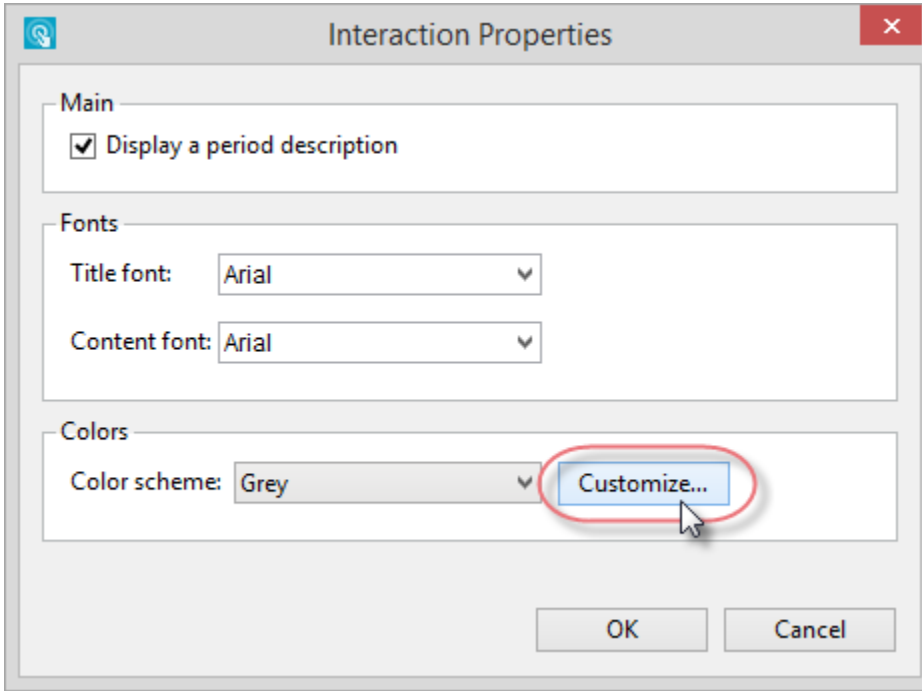 Interaction Properties
Main
Display a period description
Fonts
Title font: Arial
Content font: Arial
Colors
Color scheme: Grey Customize...
OK Cancel